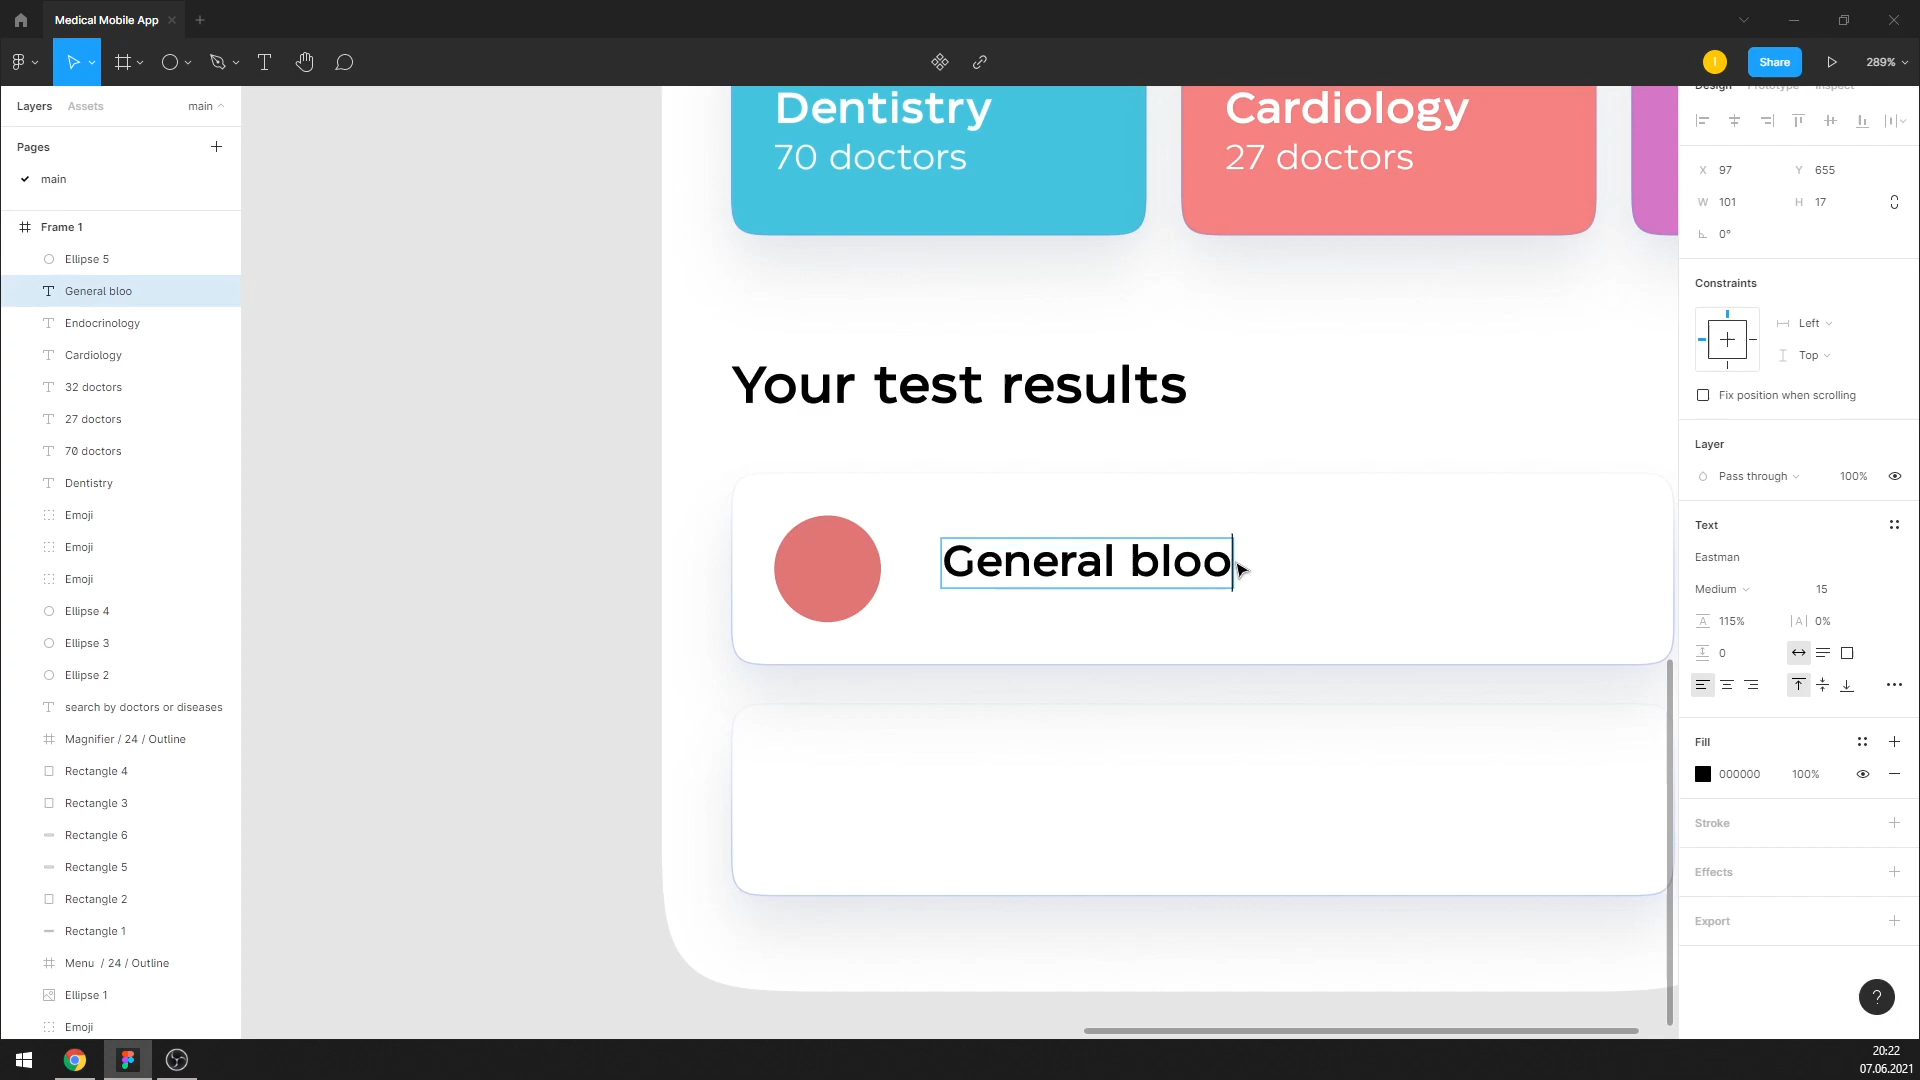 Medical Mobile App
I
Share
289%
Layers
Assets
main
Pages
main
Frame 1
Ellipse 5
General bloo
Endocrinology
Cardiology
32 doctors
27 doctors
70 doctors
Dentistry
Emoji
Emoji
Emoji
Ellipse 4
Ellipse 3
Ellipse 2
search by doctors or diseases
Magnifier / 24 / Outline
Rectangle 4
Rectangle 3
Rectangle 6
Rectangle 5
Rectangle 2
Rectangle 1
Menu / 24 / Outline
Ellipse 1
Emoji
Dentistry
70 doctors
Cardiology
27 doctors
Your test results
General bloo
Design
Prototype
Inspect
X 97
Y 655
W 101
H 17
0°
Constraints
Left
Top
Fix position when scrolling
Layer
Pass through
100%
Text
Eastman
Medium
15
115%
0%
0
Fill
000000
100%
Stroke
Effects
Export
?
20:22
07.06.2021